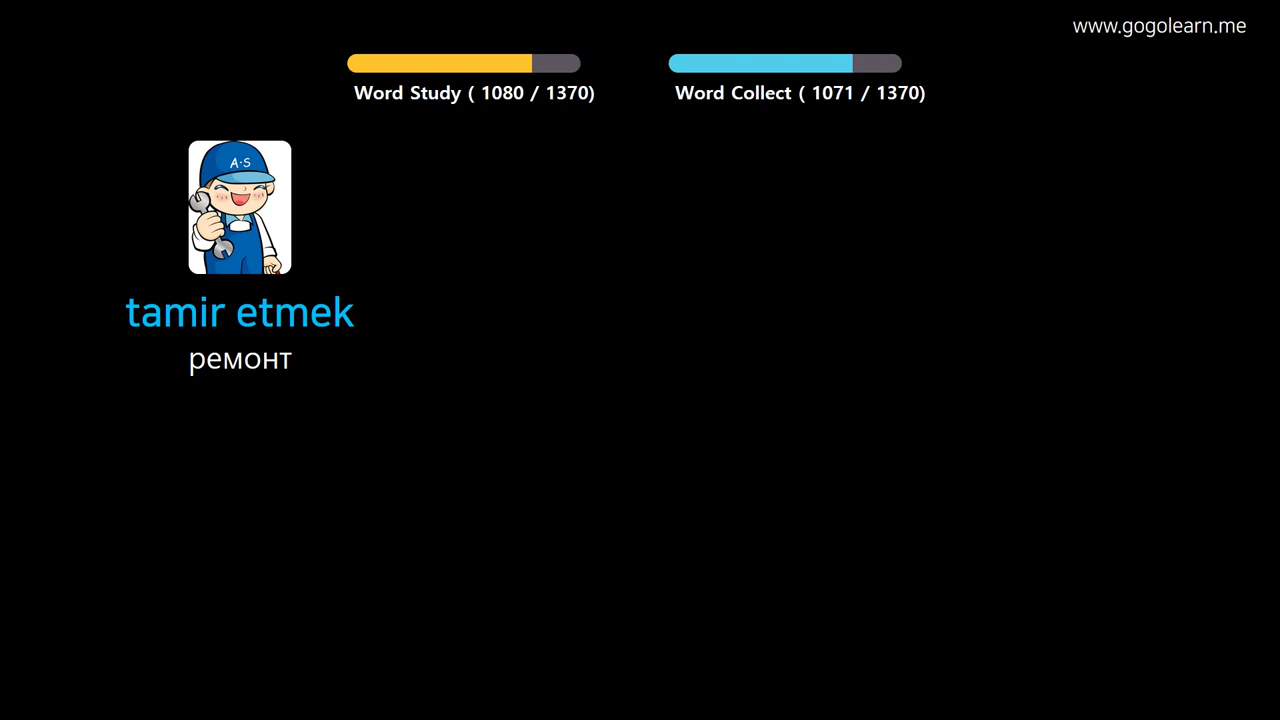 www.gogolearn.me
Word Study ( 1080 / 1370)
Word Collect ( 1071 / 1370)
A·S
tamir etmek
ремонт